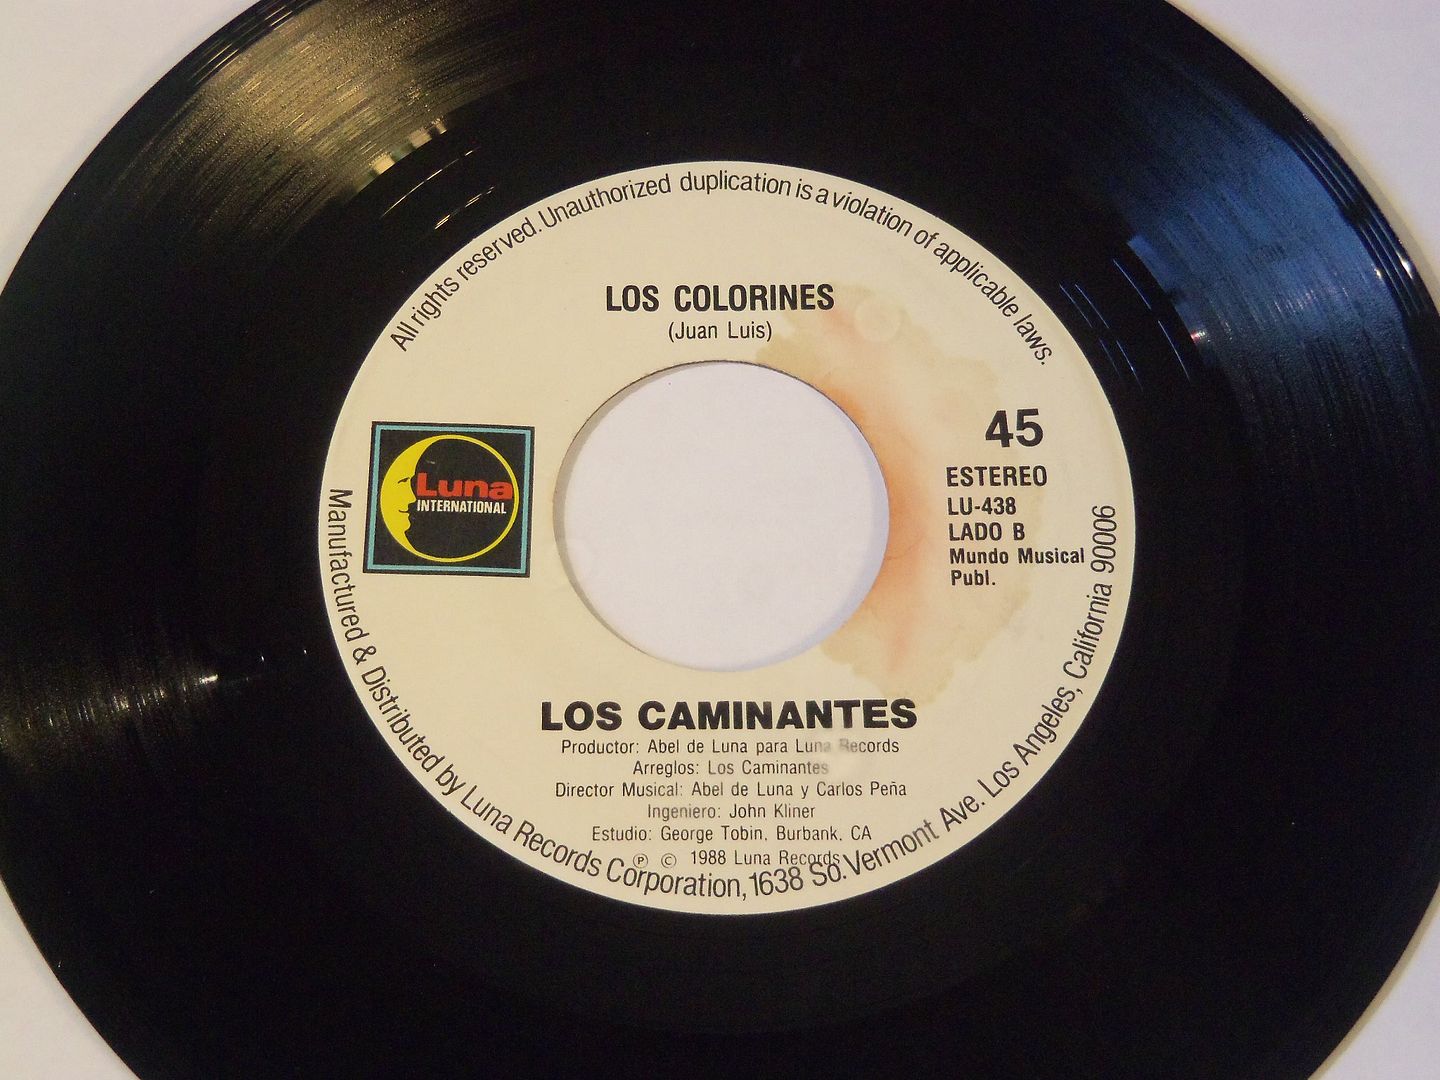 All rights reserved. Unauthorized duplication is a violation of applicable laws.
LOS COLORINES
(Juan Luis)
Luna
INTERNATIONAL
45
ESTEREO
LU-438
LADO B
Mundo Musical
Publ.
LOS CAMINANTES
Productor: Abel de Luna para Luna Records
Arreglos: Los Caminantes
Director Musical: Abel de Luna y Carlos Peña
Ingeniero: John Kliner
Estudio: George Tobin, Burbank, CA
Ⓟ © 1988 Luna Records
Manufactured & Distributed by Luna Records Corporation, 1638 So. Vermont Ave. Los Angeles, California 90006